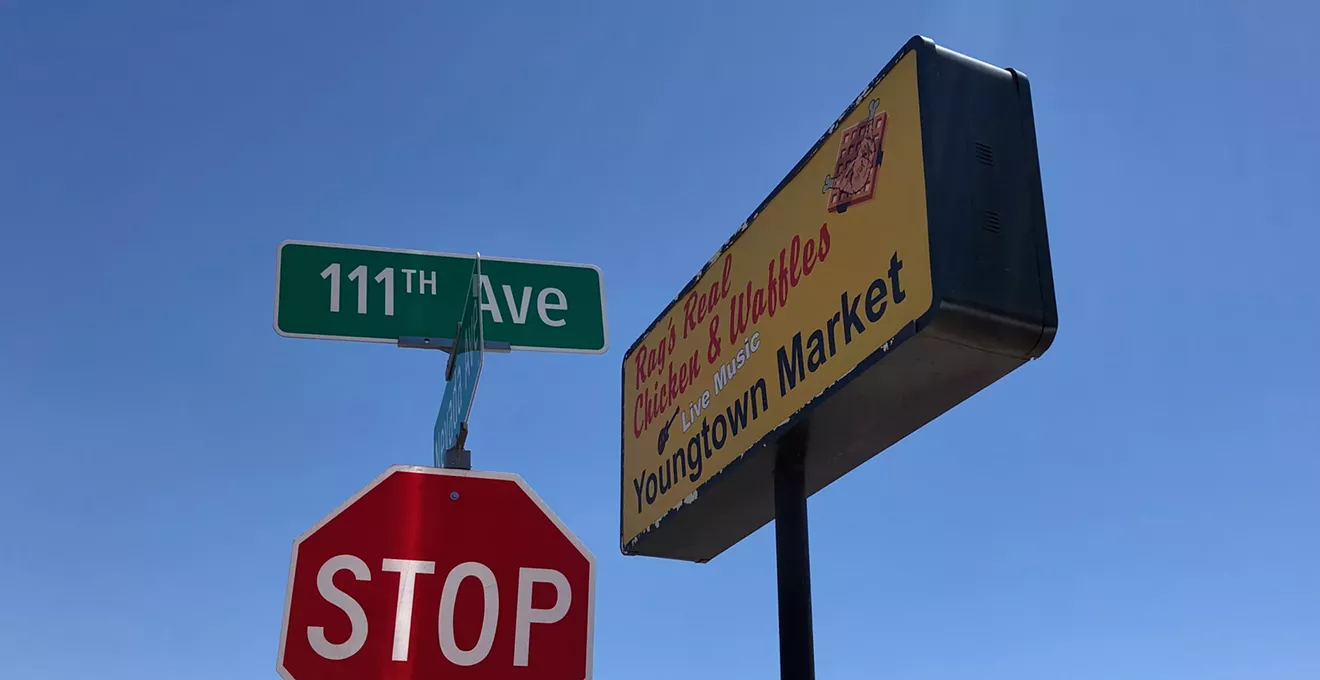 111TH Ave
STOP
Rag's Real
Chicken & Waffles
Live Music
Youngtown Market